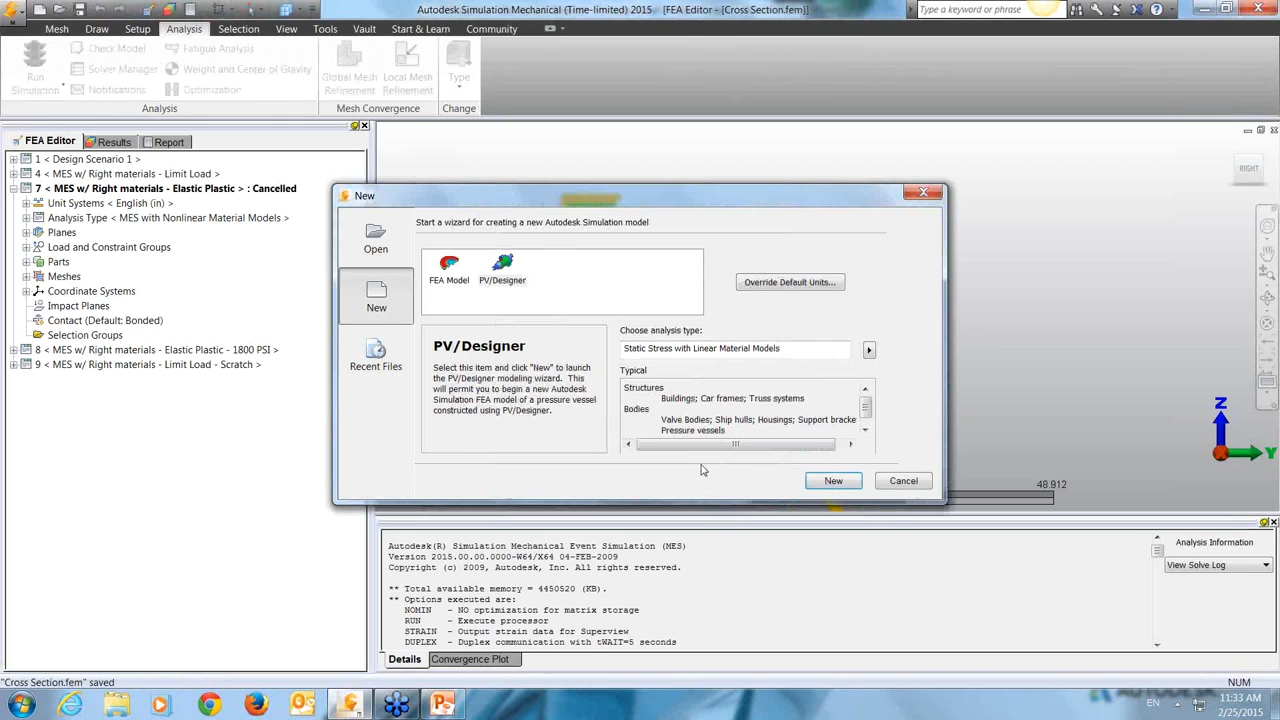 Autodesk Simulation Mechanical (Time-limited) 2015 [FEA Editor - [Cross Section.fem]]
Type a keyword or phrase
Mesh Draw Setup Analysis Selection View Tools Vault Start & Learn Community
Run Simulation
Check Model
Solver Manager
Notifications
Fatigue Analysis
Weight and Center of Gravity
Optimization
Analysis
Global Mesh Refinement
Local Mesh Refinement
Mesh Convergence
Type
Change
FEA Editor Results Report
1 < Design Scenario 1 >
4 < MES w/ Right materials - Limit Load >
7 < MES w/ Right materials - Elastic Plastic > : Cancelled
Unit Systems < English (in) >
Analysis Type < MES with Nonlinear Material Models >
Planes
Load and Constraint Groups
Parts
Meshes
Coordinate Systems
Impact Planes
Contact (Default: Bonded)
Selection Groups
8 < MES w/ Right materials - Elastic Plastic - 1800 PSI >
9 < MES w/ Right materials - Limit Load - Scratch >
New
Open
New
Recent Files
Start a wizard for creating a new Autodesk Simulation model
FEA Model PV/Designer
Override Default Units...
PV/Designer
Select this item and click "New" to launch
the PV/Designer modeling wizard. This
will permit you to begin a new Autodesk
Simulation FEA model of a pressure vessel
constructed using PV/Designer.
Choose analysis type:
Static Stress with Linear Material Models
Typical
Structures
Buildings; Car frames; Truss systems
Bodies
Valve Bodies; Ship hulls; Housings; Support bracke
Pressure vessels
New Cancel
RIGHT
Z
Y
48.912
Autodesk(R) Simulation Mechanical Event Simulation (MES)
Version 2015.00.00.0000-W64/X64 04-FEB-2009
Copyright (c) 2009, Autodesk, Inc. All rights reserved.
** Total available memory = 4450520 (KB).
** Options executed are:
NOMIN - NO optimization for matrix storage
RUN - Execute processor
STRAIN - Output strain data for Superview
DUPLEX - Duplex communication with tWAIT=5 seconds
Analysis Information
View Solve Log
Details Convergence Plot
"Cross Section.fem" saved
NUM
EN
11:33 AM
2/25/2015